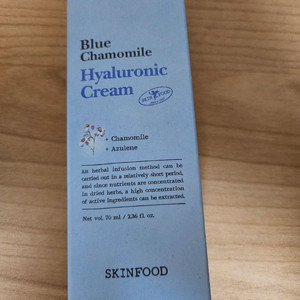 Blue
Chamomile
Hyaluronic
Cream
SKINFOOD
+ Chamomile
+ Azulene
An herbal infusion method can be
carried out in a relatively short period,
and since nutrients are concentrated
in dried herbs, a high concentration
of active ingredients can be extracted.
Net vol. 70 ml / 2.36 fl. oz.
SKINFOOD